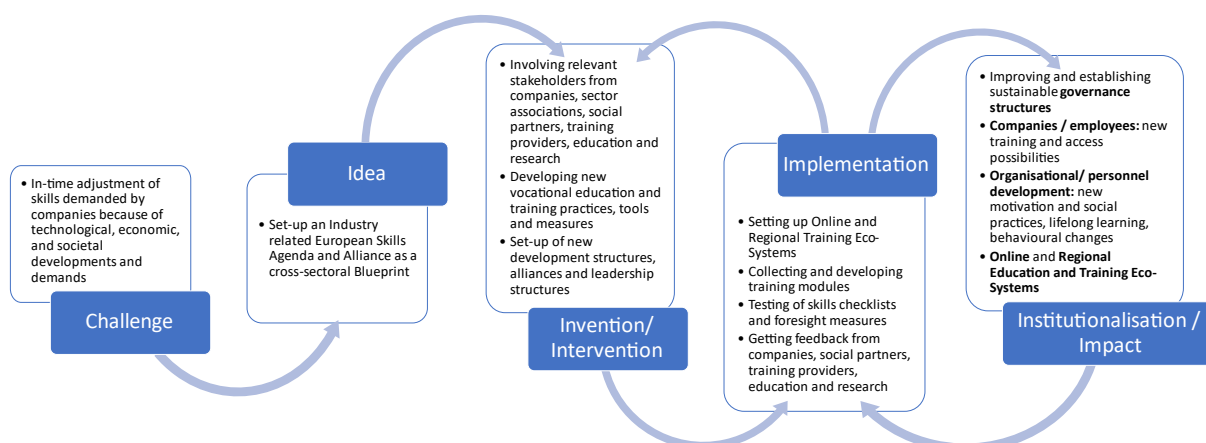 • In-time adjustment of
skills demanded by
companies because of
technological, economic,
and societal
developments and
demands
Challenge
Idea
• Set-up an Industry
related European Skills
Agenda and Alliance as a
cross-sectoral Blueprint
• Involving relevant
stakeholders from
companies, sector
associations, social
partners, training
providers, education and
research
• Developing new
vocational education and
training practices, tools
and measures
• Set-up of new
development structures,
alliances and leadership
structures
Invention/
Intervention
Implementation
• Setting up Online and
Regional Training Eco-
Systems
• Collecting and developing
training modules
• Testing of skills checklists
and foresight measures
• Getting feedback from
companies, social partners,
training providers,
education and research
• Improving and establishing
sustainable governance
structures
• Companies / employees: new
training and access
possibilities
• Organisational/ personnel
development: new
motivation and social
practices, lifelong learning,
behavioural changes
• Online and Regional
Education and Training Eco-
Systems
Institutionalisation /
Impact